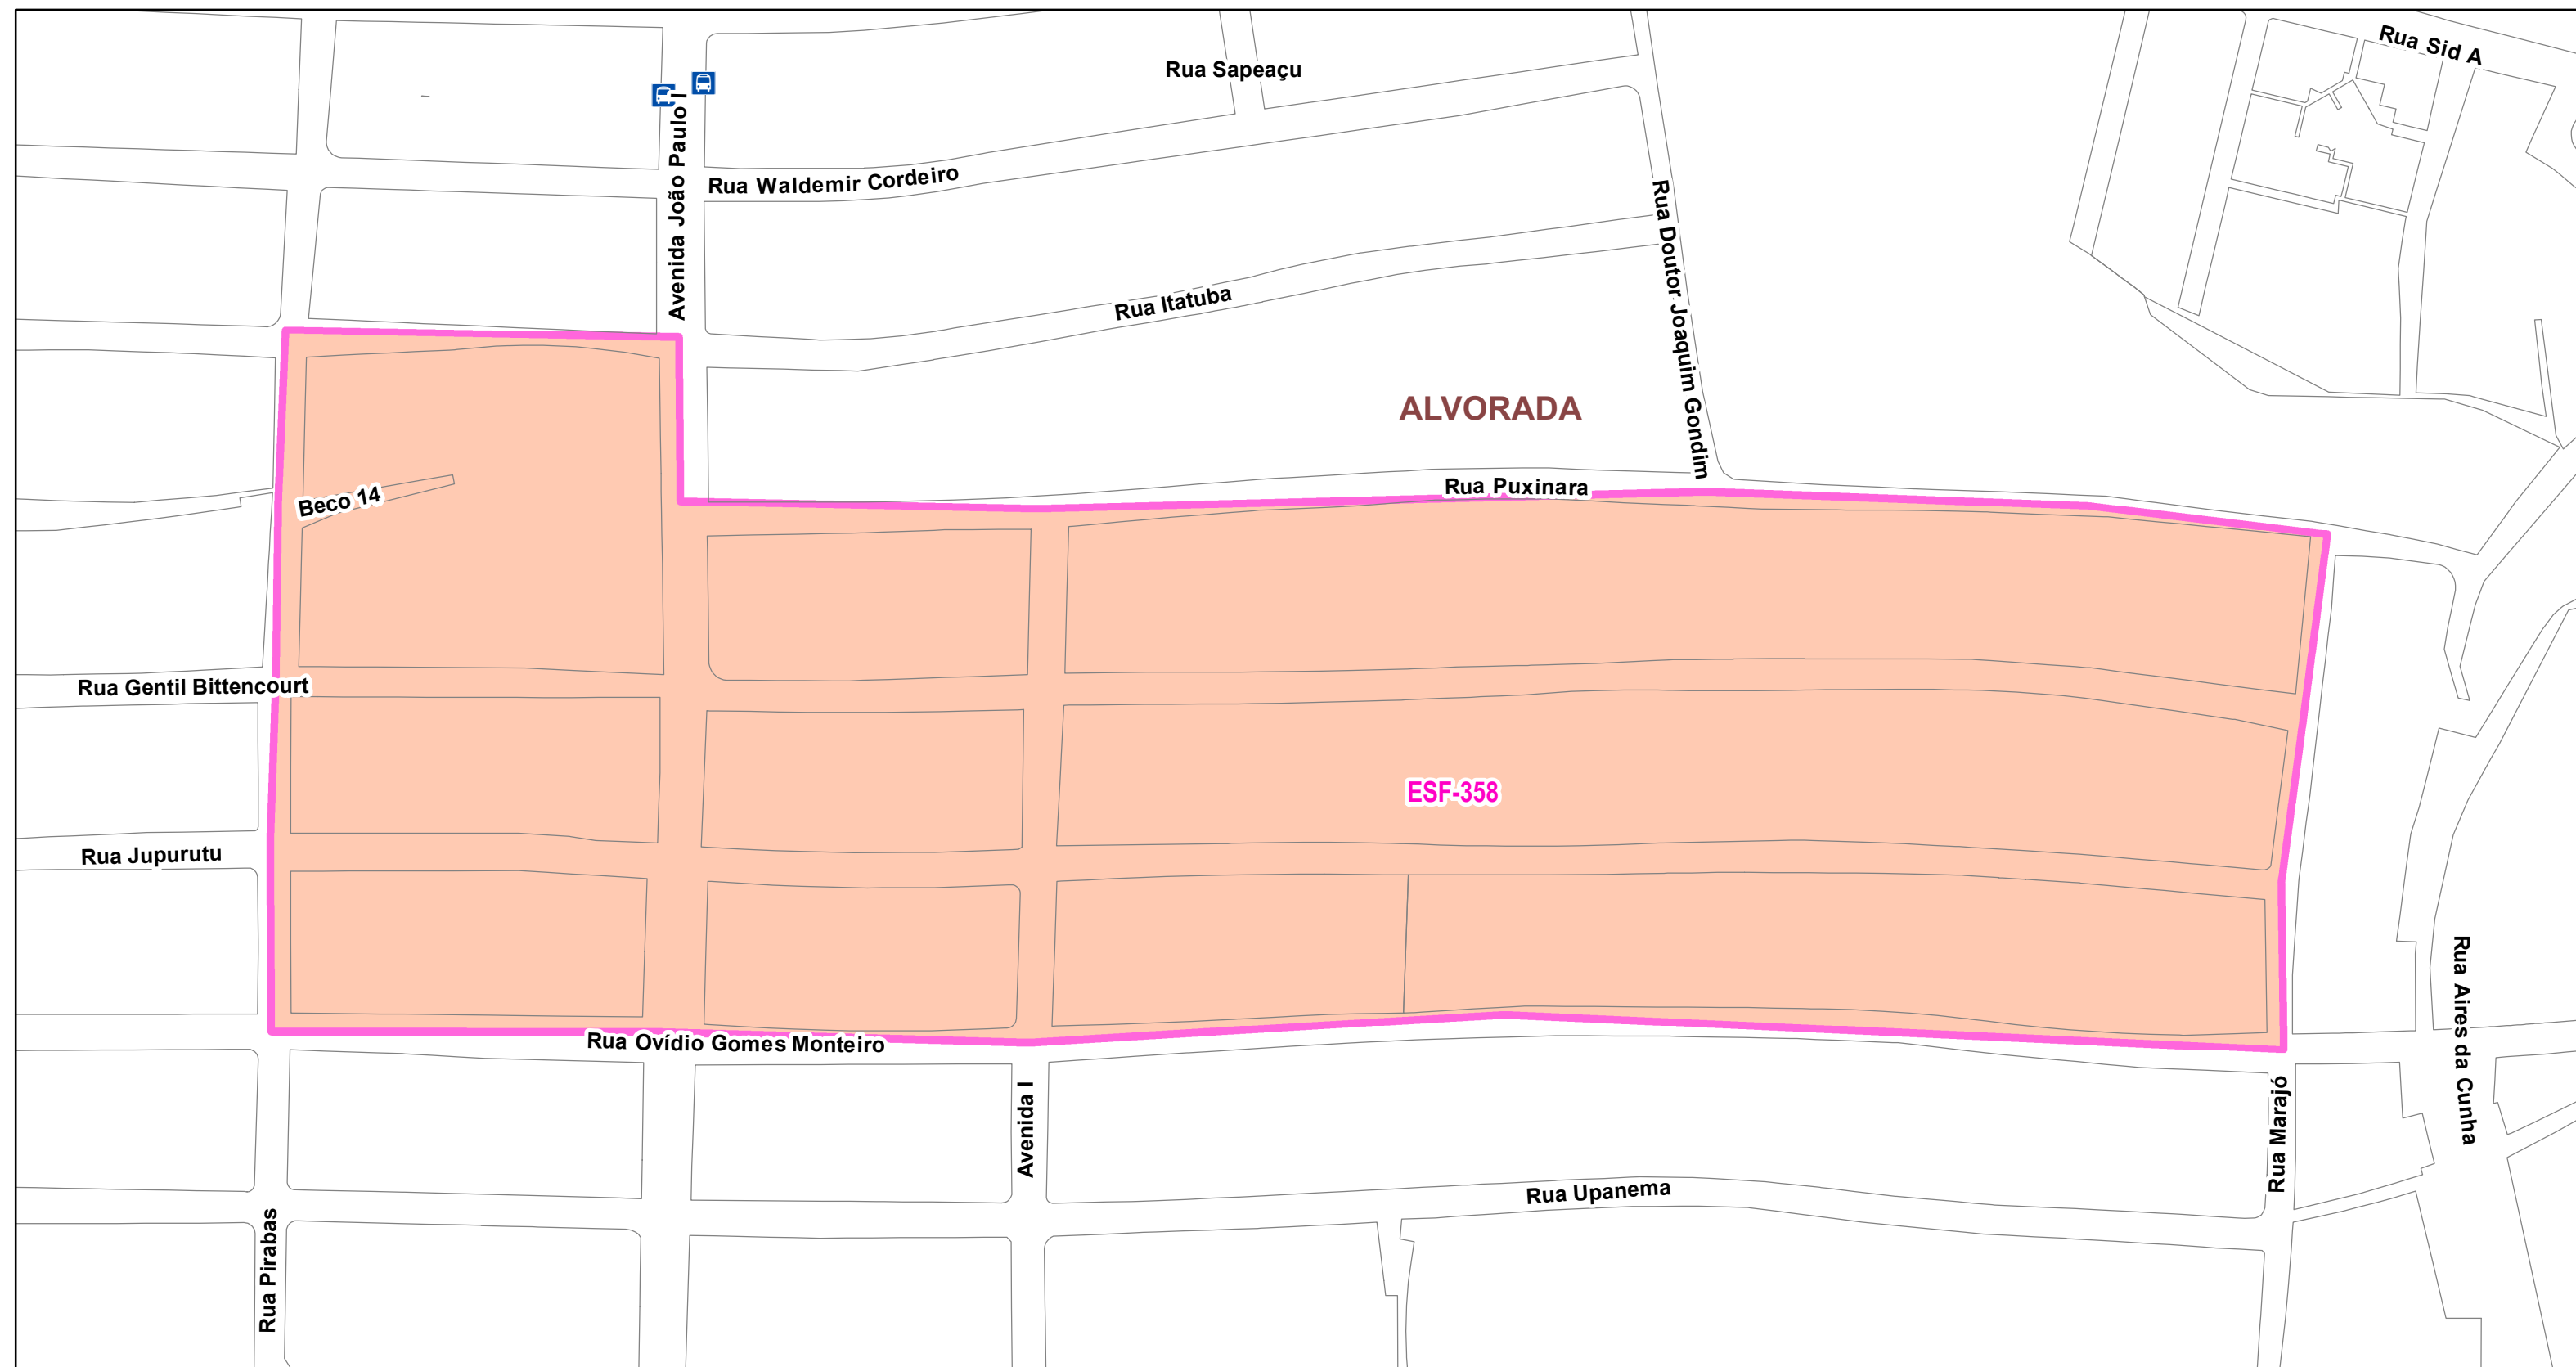 Rua Sid A
Rua Sapeaçu
Avenida João Paulo I
Rua Waldemir Cordeiro
Rua Doutor Joaquim Gondim
Rua Itatuba
ALVORADA
Rua Puxinara
Beco 14
Rua Gentil Bittencourt
ESF-358
Rua Jupurutu
Rua Aires da Cunha
Rua Ovídio Gomes Monteiro
Avenida I
Rua Marajó
Rua Upanema
Rua Pirabas